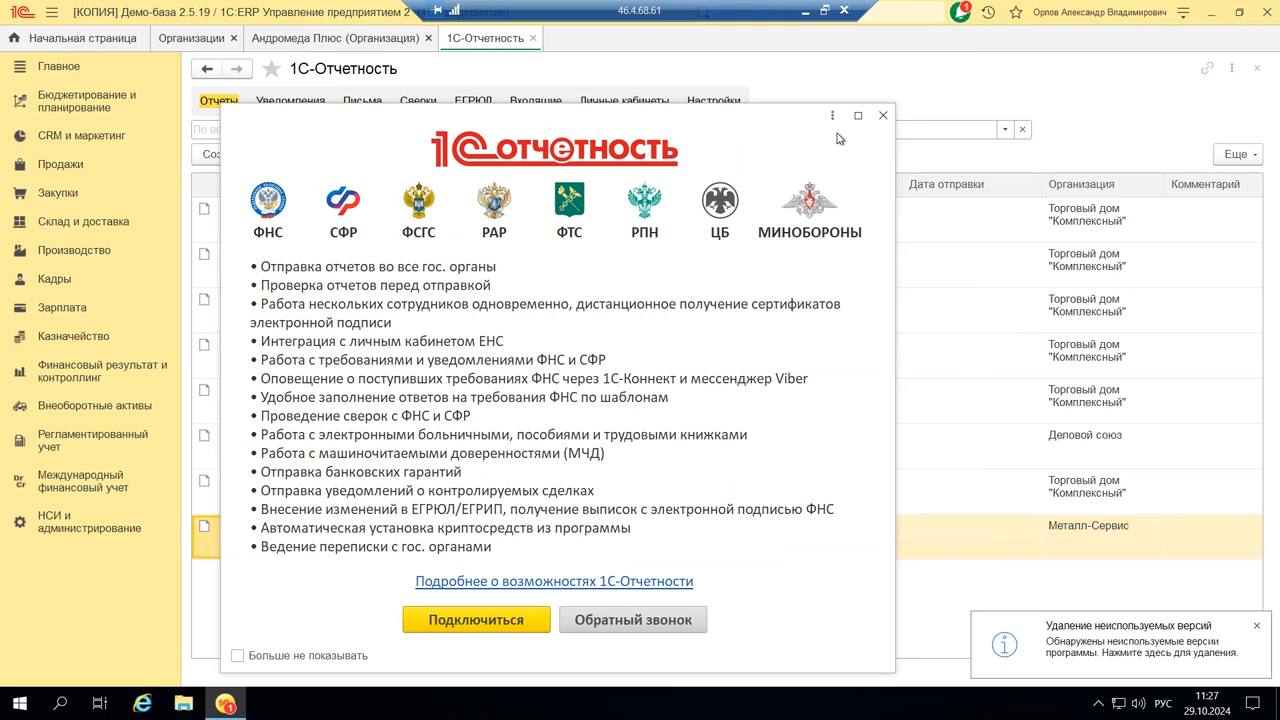 [КОПИЯ] Демо-база 2.5.19 / 1С:ERP Управление предприятием 2
46.4.68.61
Орлов Александр Владимирович
Начальная страница
Организации
Андромеда Плюс (Организация)
1С-Отчетность
Главное
Бюджетирование и
планирование
CRM и маркетинг
Продажи
Закупки
Склад и доставка
Производство
Кадры
Зарплата
Казначейство
Финансовый результат и
контроллинг
Внеоборотные активы
Регламентированный
учет
Международный
финансовый учет
НСИ и
администрирование
1С-Отчетность
Отчеты Уведомления Письма Сверки ЕГРЮЛ Входящие Личные кабинеты Настройки
Еще
Дата отправки Организация Комментарий
Торговый дом
"Комплексный"
Торговый дом
"Комплексный"
Торговый дом
"Комплексный"
Торговый дом
"Комплексный"
Торговый дом
"Комплексный"
Деловой союз
Торговый дом
"Комплексный"
Металл-Сервис
1С отчетность
ФНС СФР ФСГС РАР ФТС РПН ЦБ МИНОБОРОНЫ
• Отправка отчетов во все гос. органы
• Проверка отчетов перед отправкой
• Работа нескольких сотрудников одновременно, дистанционное получение сертификатов
электронной подписи
• Интеграция с личным кабинетом ЕНС
• Работа с требованиями и уведомлениями ФНС и СФР
• Оповещение о поступивших требованиях ФНС через 1С-Коннект и мессенджер Viber
• Удобное заполнение ответов на требования ФНС по шаблонам
• Проведение сверок с ФНС и СФР
• Работа с электронными больничными, пособиями и трудовыми книжками
• Работа с машиночитаемыми доверенностями (МЧД)
• Отправка банковских гарантий
• Отправка уведомлений о контролируемых сделках
• Внесение изменений в ЕГРЮЛ/ЕГРИП, получение выписок с электронной подписью ФНС
• Автоматическая установка криптосредств из программы
• Ведение переписки с гос. органами
Подробнее о возможностях 1С-Отчетности
Подключиться
Обратный звонок
Больше не показывать
Удаление неиспользуемых версий
Обнаружены неиспользуемые версии
программы. Нажмите здесь для удаления.
РУС
11:27
29.10.2024